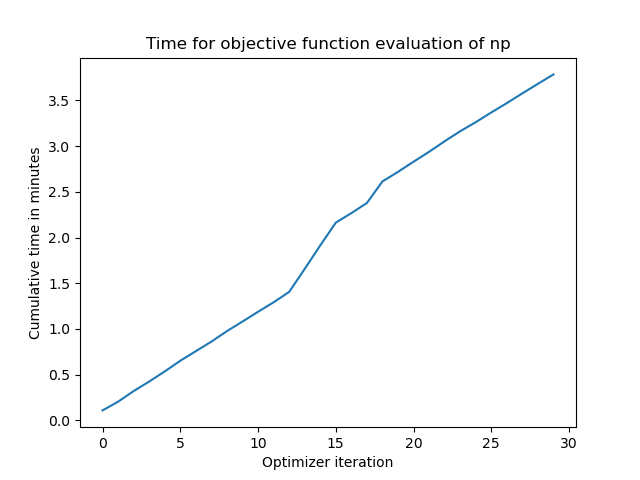 Time for objective function evaluation of np
Cumulative time in minutes
3.5
3.0
2.5
2.0
1.5
1.0
0.5
0.0
0 5 10 15 20 25 30
Optimizer iteration